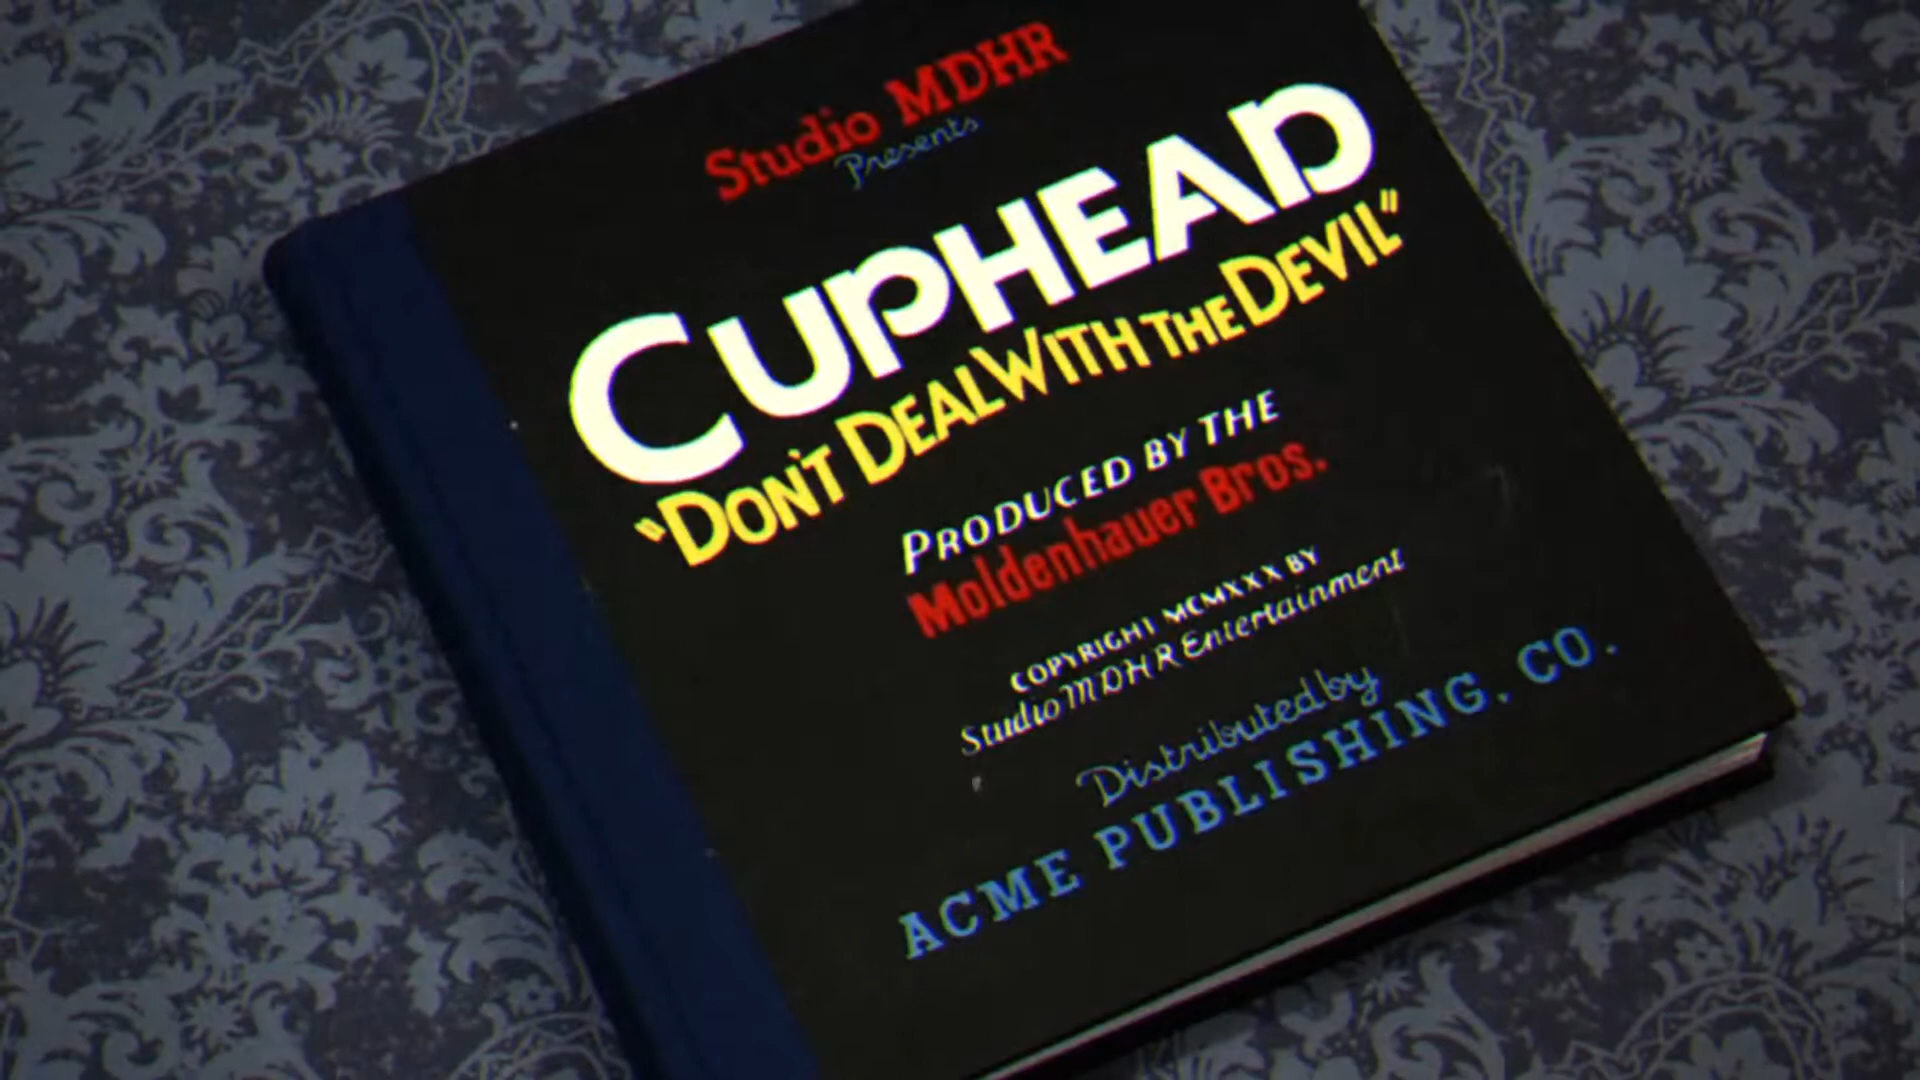 Studio MDHR
Presents
CUPHEAD
"DON'T DEAL WITH THE DEVIL"
PRODUCED BY THE
Moldenhauer Bros.
COPYRIGHT MCMXXX BY
Studio MDHR Entertainment
Distributed by
ACME PUBLISHING. CO.